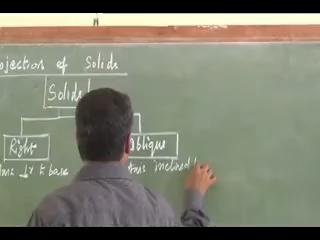 ojection of Solids
Solids
Right
Oblique
Axis ⊥r to base
Axis inclined t